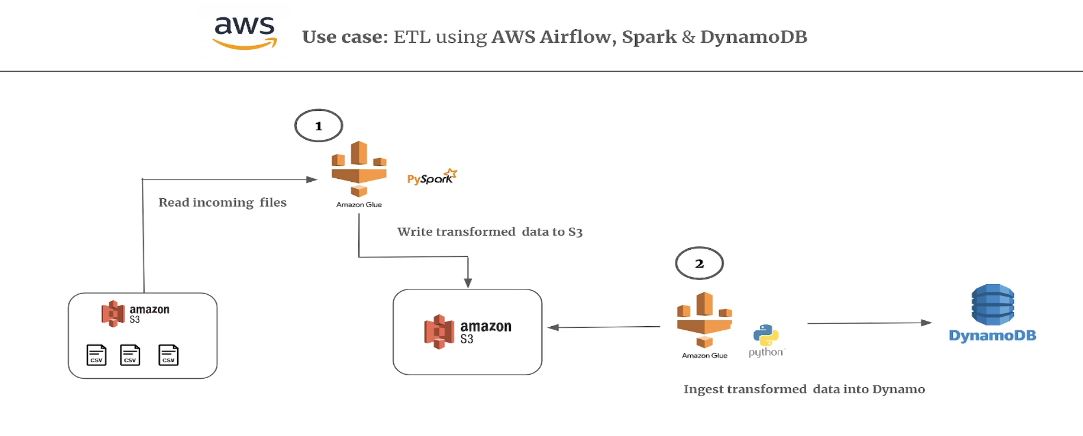 aws
Use case: ETL using AWS Airflow, Spark & DynamoDB
1
PySpark
Amazon Glue
Read incoming files
Write transformed data to S3
2
amazon
S3
CSV CSV CSV
amazon
S3
Amazon Glue
python
DynamoDB
Ingest transformed data into Dynamo